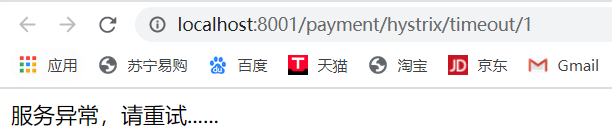 localhost:8001/payment/hystrix/timeout/1
应用 苏宁易购 百度 天猫 淘宝 京东 Gmail
服务异常，请重试......